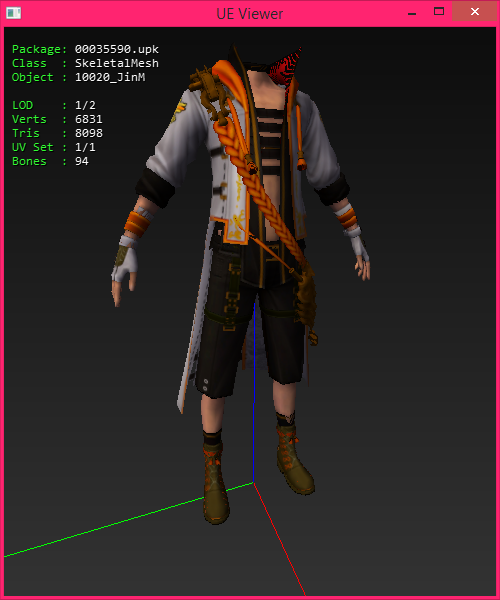 UE Viewer
Package: 00035590.upk
Class : SkeletalMesh
Object : 10020_JinM
LOD : 1/2
Verts : 6831
Tris : 8098
UV Set : 1/1
Bones : 94